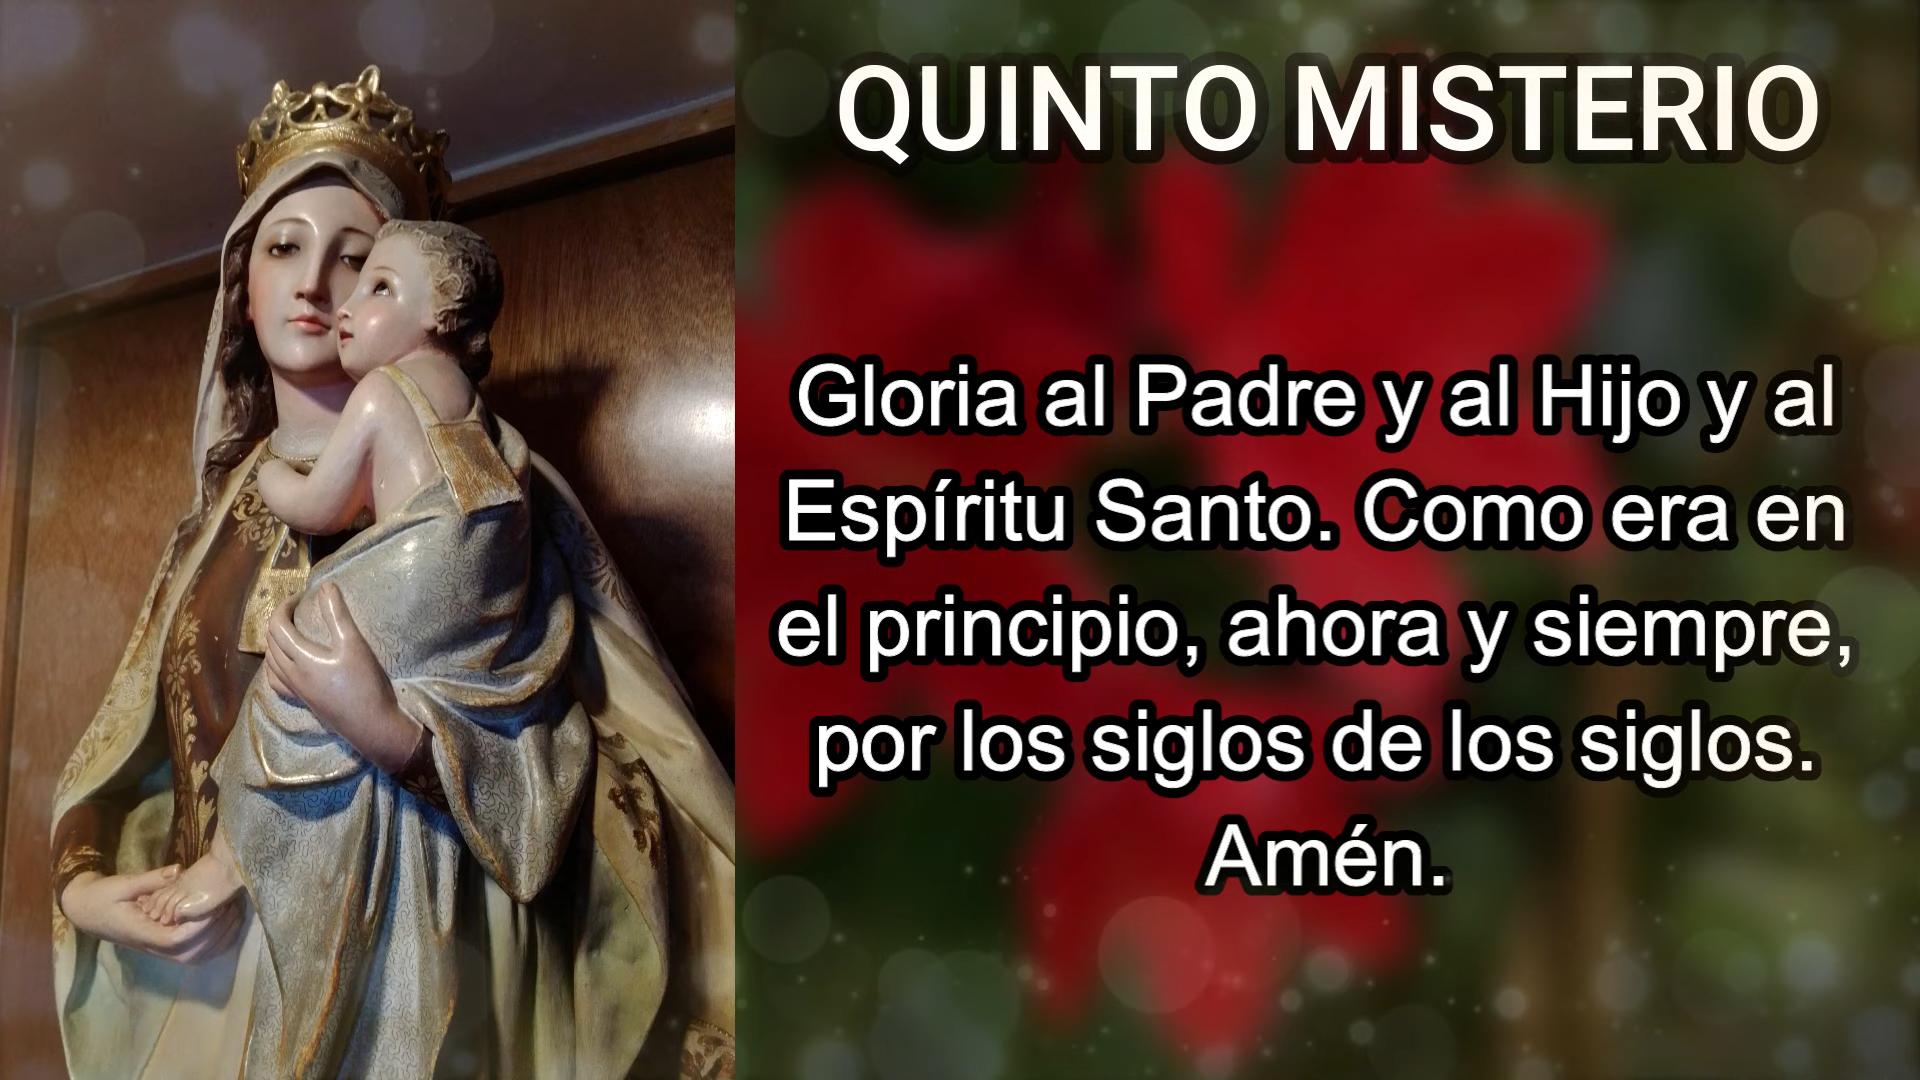 QUINTO MISTERIO
Gloria al Padre y al Hijo y al
Espíritu Santo. Como era en
el principio, ahora y siempre,
por los siglos de los siglos.
Amén.